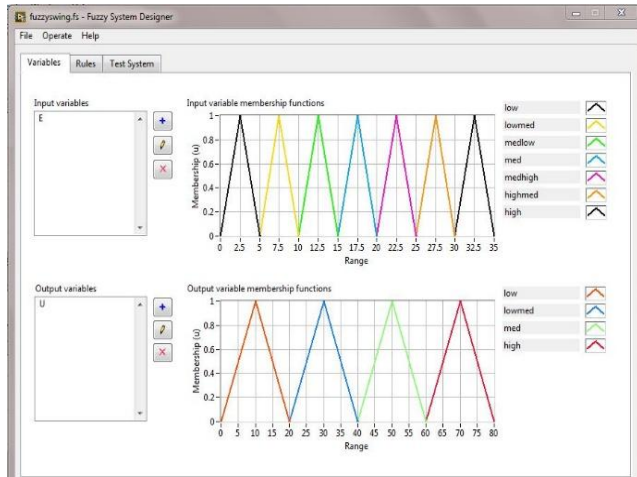 fuzzyswing.fs - Fuzzy System Designer
File Operate Help
Variables Rules Test System
Input variables
E
Input variable membership functions
Membership (u)
1
0.8
0.6
0.4
0.2
0
0 2.5 5 7.5 10 12.5 15 17.5 20 22.5 25 27.5 30 32.5 35
Range
low
lowmed
medlow
med
medhigh
highmed
high
Output variables
U
Output variable membership functions
Membership (u)
1
0.8
0.6
0.4
0.2
0
0 5 10 15 20 25 30 35 40 45 50 55 60 65 70 75 80
Range
low
lowmed
med
high